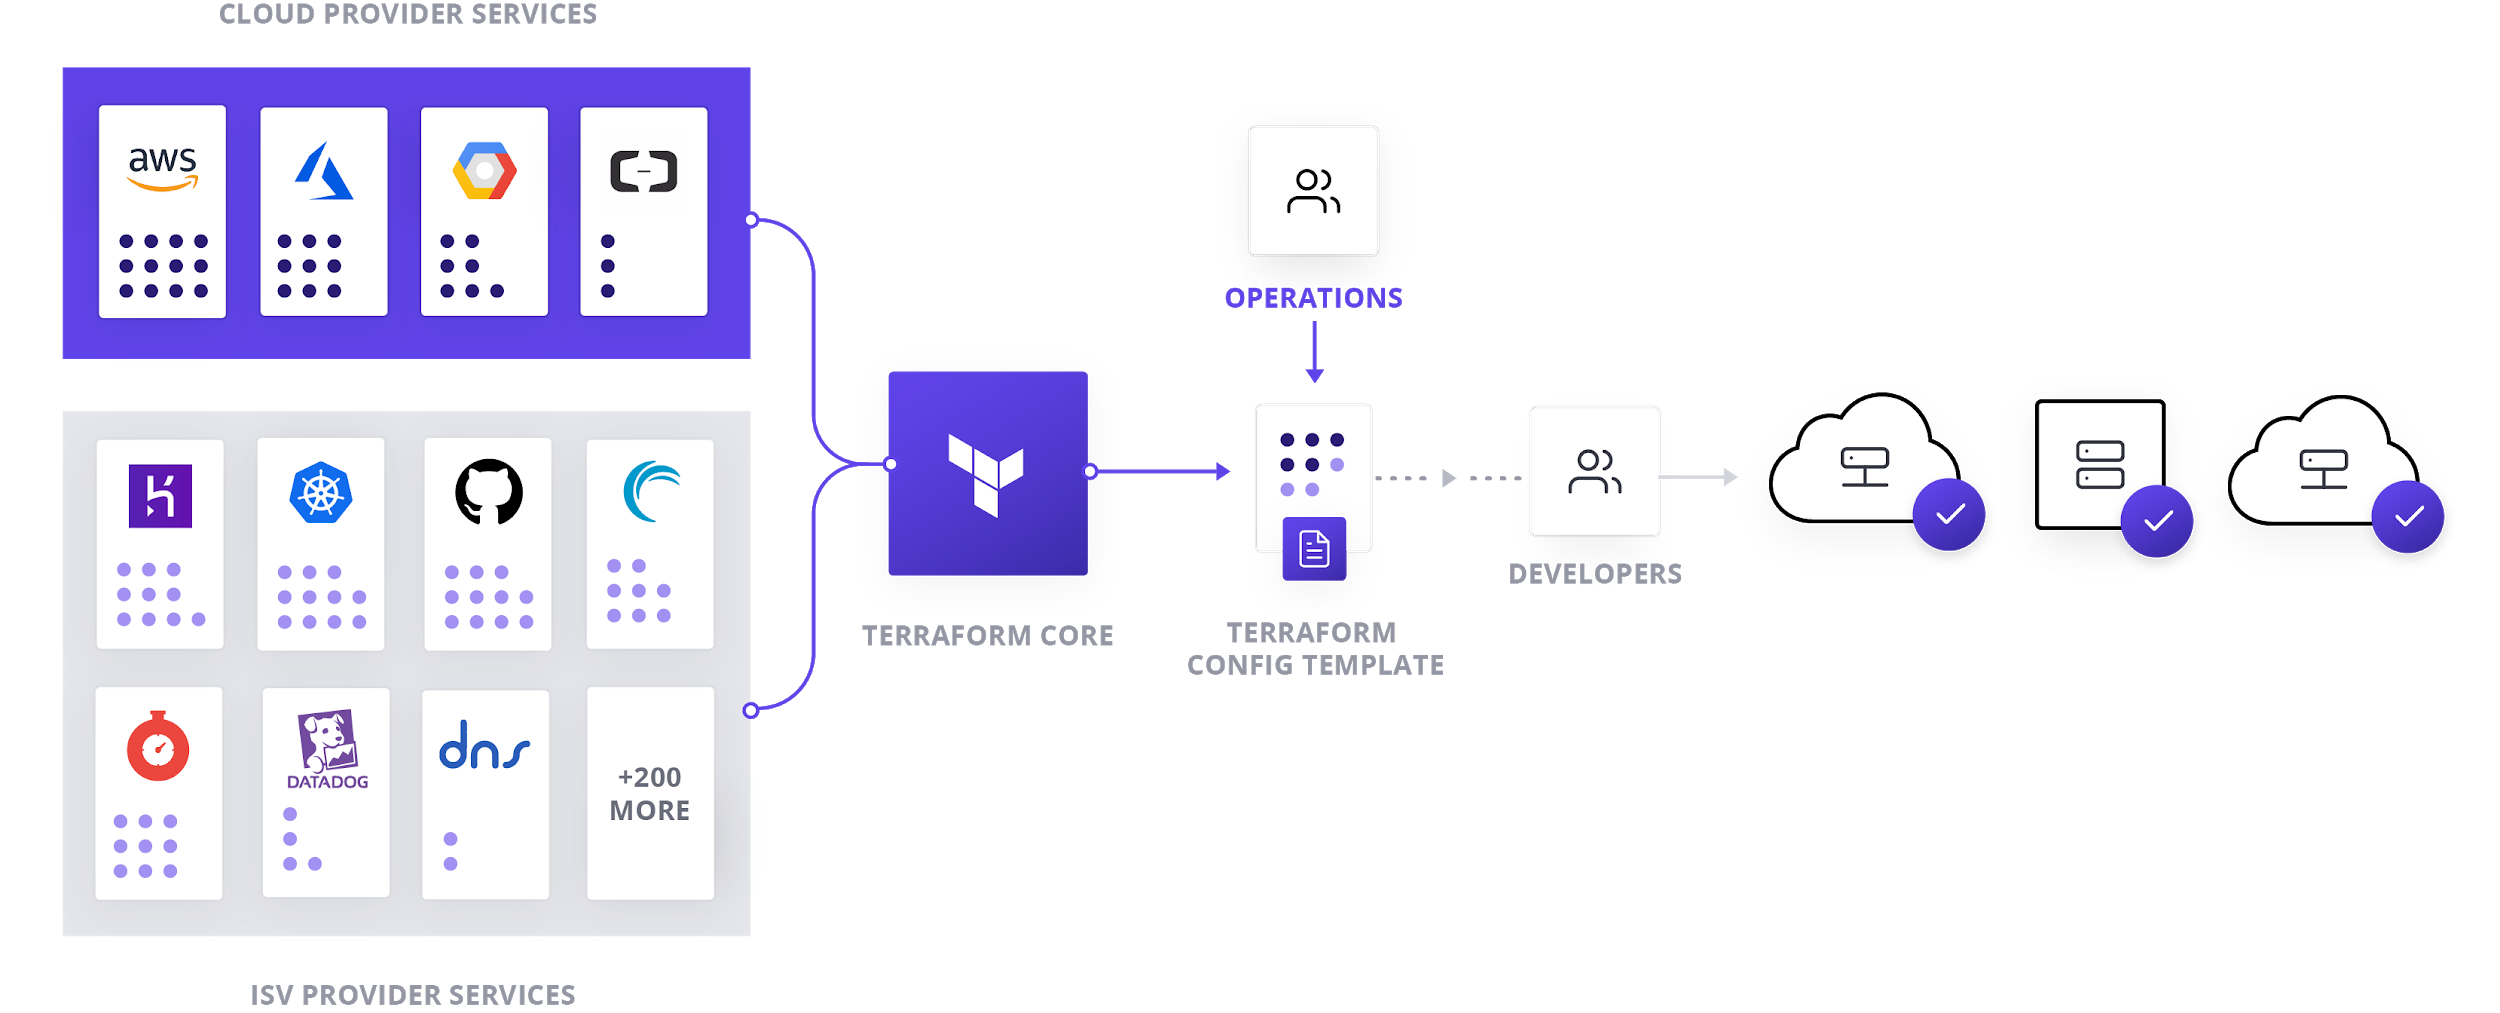 CLOUD PROVIDER SERVICES
aws
OPERATIONS
DATADOG
dns
+200
MORE
TERRAFORM CORE
TERRAFORM
CONFIG TEMPLATE
DEVELOPERS
ISV PROVIDER SERVICES